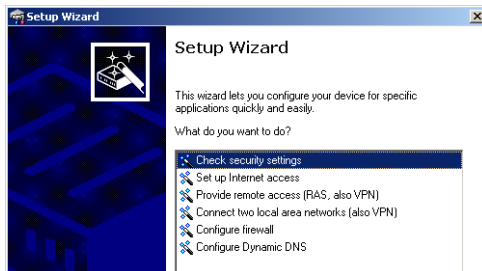 Setup Wizard
Setup Wizard
This wizard lets you configure your device for specific
applications quickly and easily.
What do you want to do?
Check security settings
Set up Internet access
Provide remote access (RAS, also VPN)
Connect two local area networks (also VPN)
Configure firewall
Configure Dynamic DNS